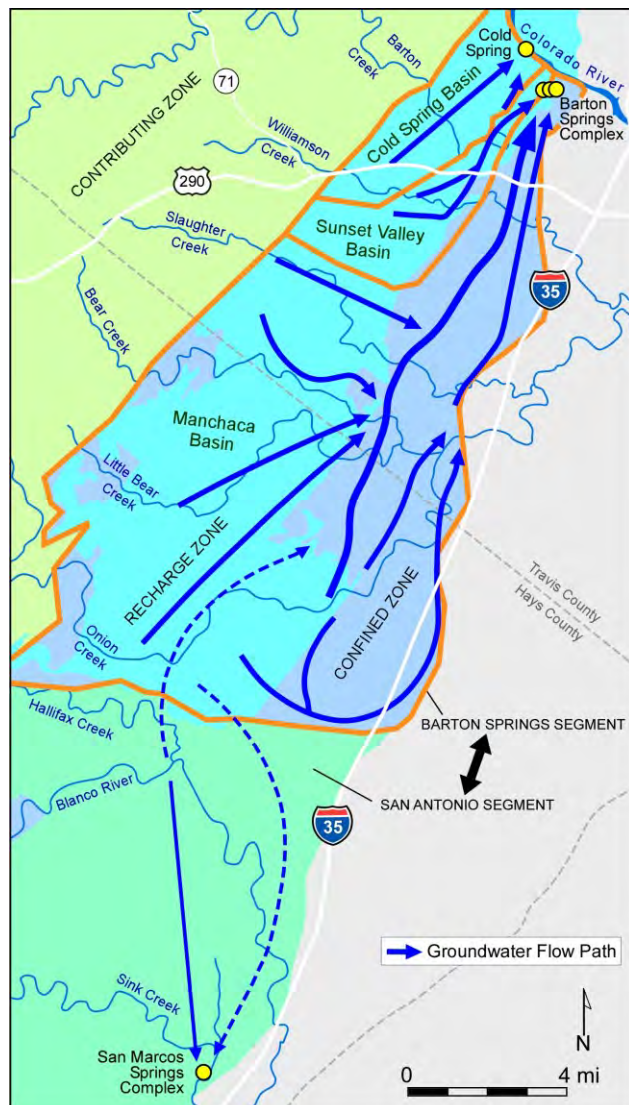 Cold
Spring
Colorado River
Barton
Creek
71
CONTRIBUTING ZONE
Cold Spring Basin
Barton
Springs
Complex
Williamson
Creek
290
Slaughter
Creek
Sunset Valley
Basin
35
Bear Creek
Manchaca
Basin
Little Bear
Creek
RECHARGE ZONE
CONFINED ZONE
Travis County
Hays County
Onion
Creek
Hallifax Creek
BARTON SPRINGS SEGMENT
Blanco River
SAN ANTONIO SEGMENT
35
Groundwater Flow Path
Sink Creek
San Marcos
Springs
Complex
N
0 4 mi